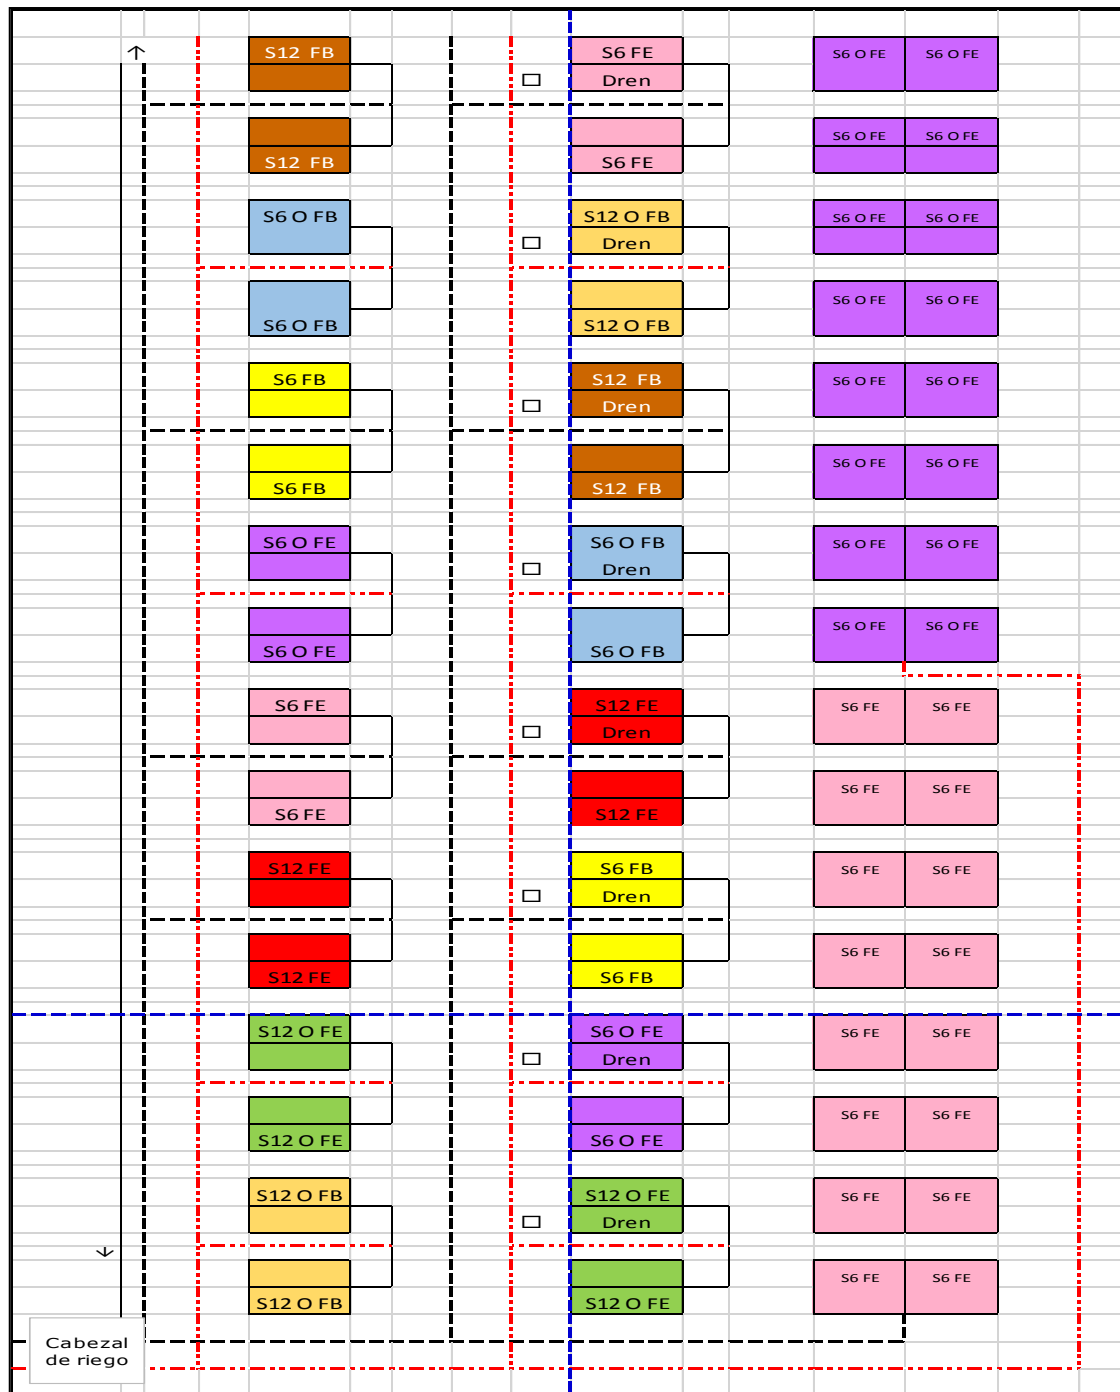 ↑
S12 FB
S6 FE
Dren
S6 O FE S6 O FE
S12 FB
S6 FE
S6 O FE S6 O FE
S6 O FB
S12 O FB
Dren
S6 O FE S6 O FE
S6 O FB
S12 O FB
S6 O FE S6 O FE
S6 FB
S12 FB
Dren
S6 O FE S6 O FE
S6 FB
S12 FB
S6 O FE S6 O FE
S6 O FE
S6 O FB
Dren
S6 O FE S6 O FE
S6 O FE
S6 O FB
S6 O FE S6 O FE
S6 FE
S12 FE
Dren
S6 FE S6 FE
S6 FE
S12 FE
S6 FE S6 FE
S12 FE
S6 FB
Dren
S6 FE S6 FE
S12 FE
S6 FB
S6 FE S6 FE
S12 O FE
S6 O FE
Dren
S6 FE S6 FE
S12 O FE
S6 O FE
S6 FE S6 FE
S12 O FB
S12 O FE
Dren
S6 FE S6 FE
↓
S12 O FB
S12 O FE
S6 FE S6 FE
Cabezal
de riego